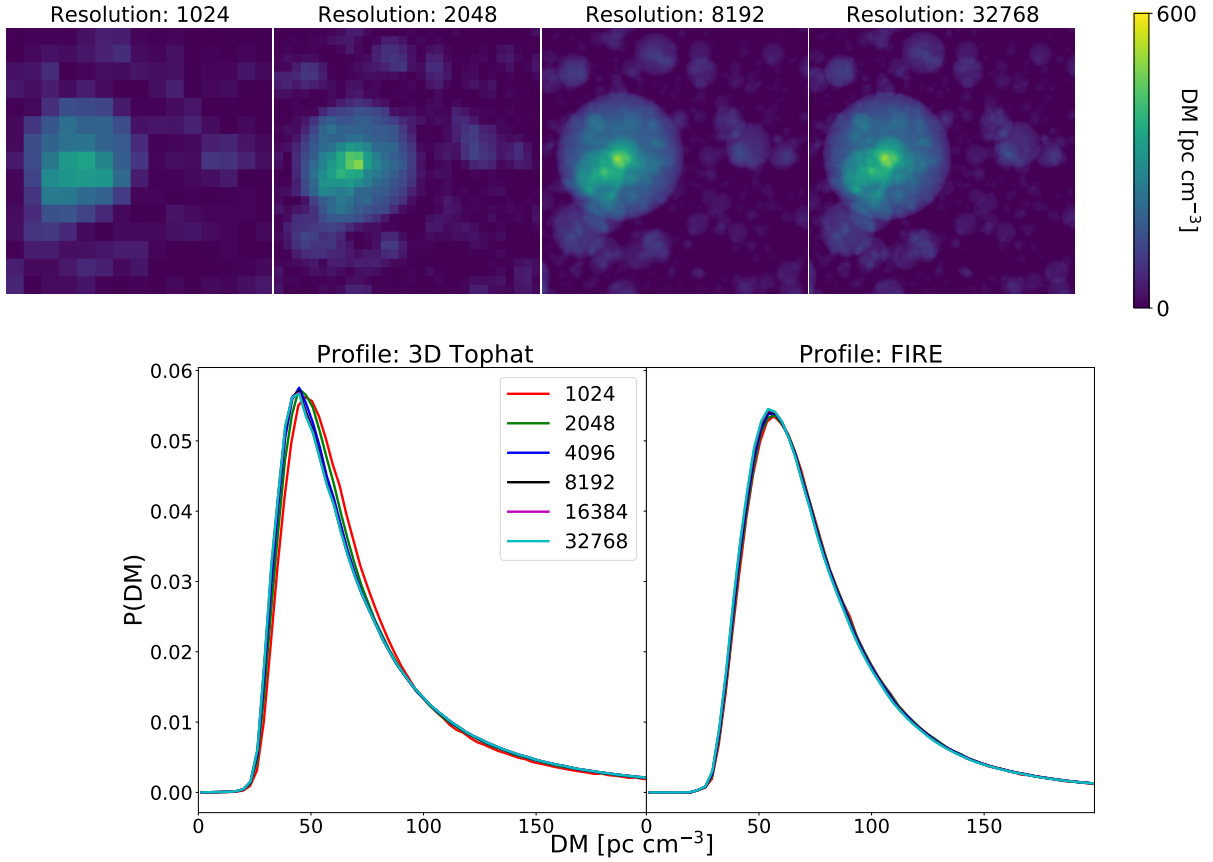 Resolution: 1024 Resolution: 2048 Resolution: 8192 Resolution: 32768
600
DM [pc cm⁻³]
0
Profile: 3D Tophat Profile: FIRE
0.06
0.05
0.04
0.03
0.02
0.01
0.00
P(DM)
1024
2048
4096
8192
16384
32768
0 50 100 150 0 50 100 150
DM [pc cm⁻³]